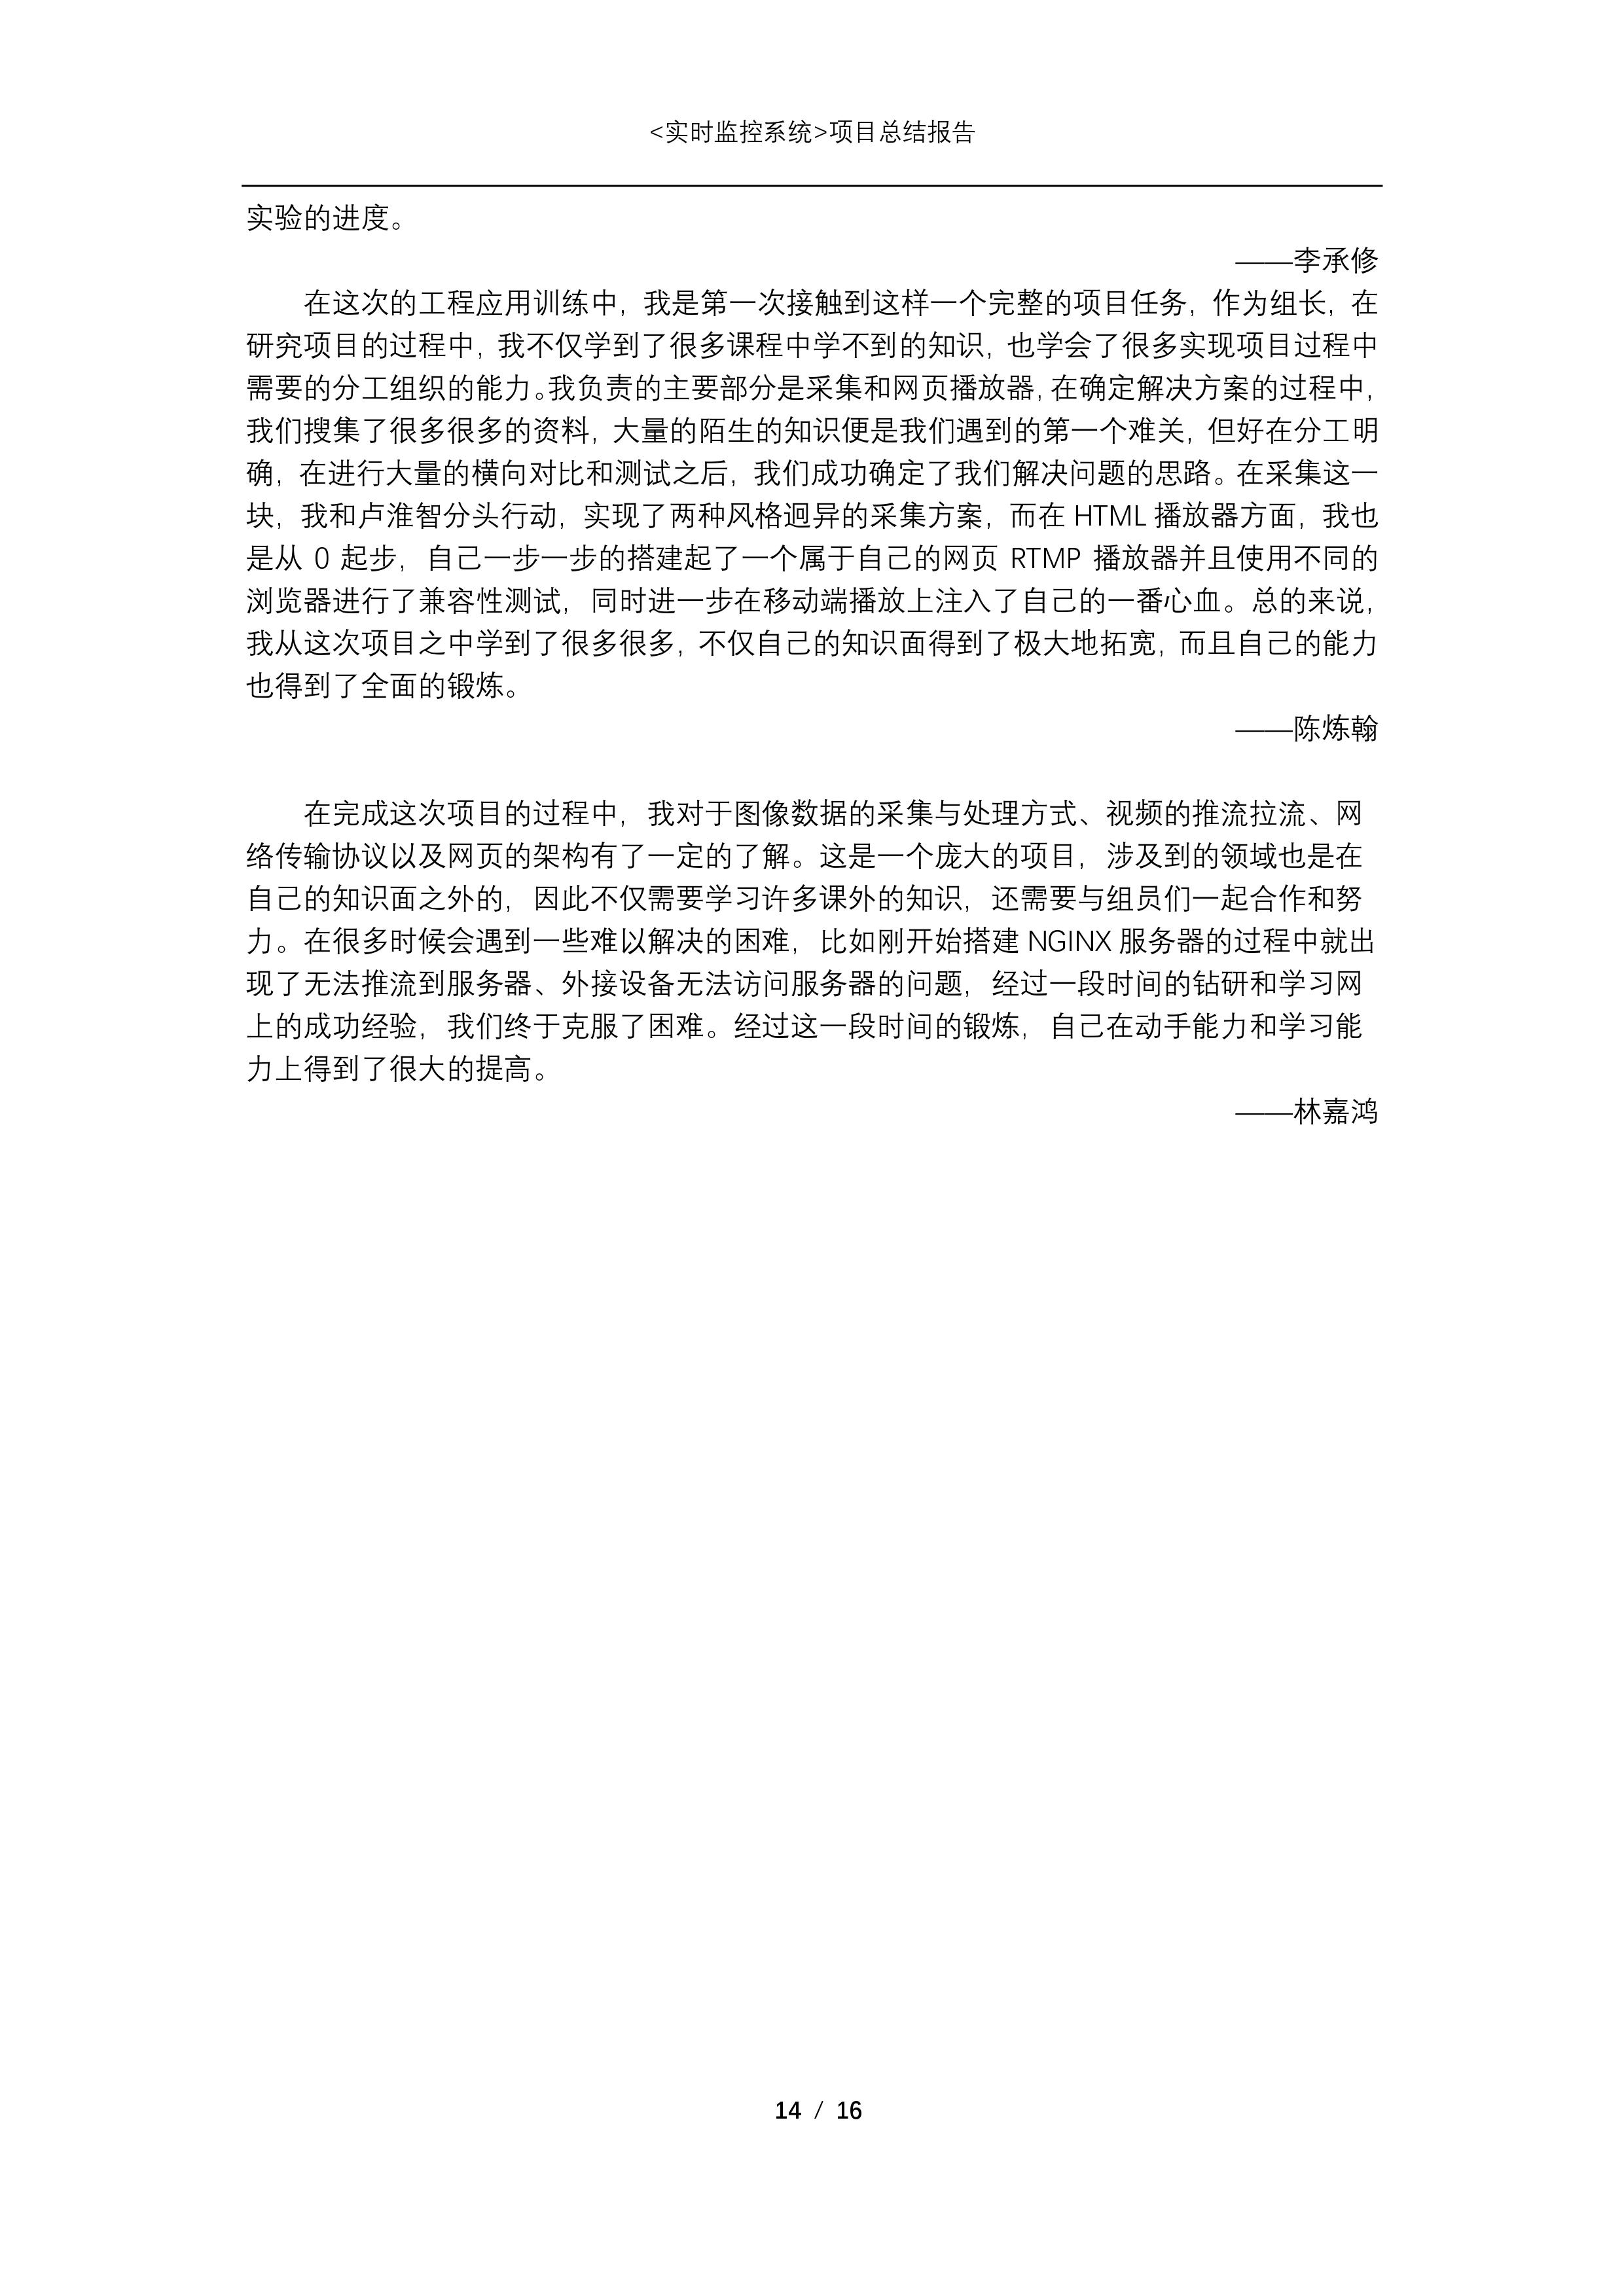 <实时监控系统>项目总结报告
实验的进度。
——李承修
在这次的工程应用训练中，我是第一次接触到这样一个完整的项目任务，作为组长，在
研究项目的过程中，我不仅学到了很多课程中学不到的知识，也学会了很多实现项目过程中
需要的分工组织的能力。我负责的主要部分是采集和网页播放器，在确定解决方案的过程中，
我们搜集了很多很多的资料，大量的陌生的知识便是我们遇到的第一个难关，但好在分工明
确，在进行大量的横向对比和测试之后，我们成功确定了我们解决问题的思路。在采集这一
块，我和卢淮智分头行动，实现了两种风格迥异的采集方案，而在 HTML 播放器方面，我也
是从 0 起步，自己一步一步的搭建起了一个属于自己的网页 RTMP 播放器并且使用不同的
浏览器进行了兼容性测试，同时进一步在移动端播放上注入了自己的一番心血。总的来说，
我从这次项目之中学到了很多很多，不仅自己的知识面得到了极大地拓宽，而且自己的能力
也得到了全面的锻炼。
——陈炼翰
在完成这次项目的过程中，我对于图像数据的采集与处理方式、视频的推流拉流、网
络传输协议以及网页的架构有了一定的了解。这是一个庞大的项目，涉及到的领域也是在
自己的知识面之外的，因此不仅需要学习许多课外的知识，还需要与组员们一起合作和努
力。在很多时候会遇到一些难以解决的困难，比如刚开始搭建 NGINX 服务器的过程中就出
现了无法推流到服务器、外接设备无法访问服务器的问题，经过一段时间的钻研和学习网
上的成功经验，我们终于克服了困难。经过这一段时间的锻炼，自己在动手能力和学习能
力上得到了很大的提高。
——林嘉鸿
14 / 16